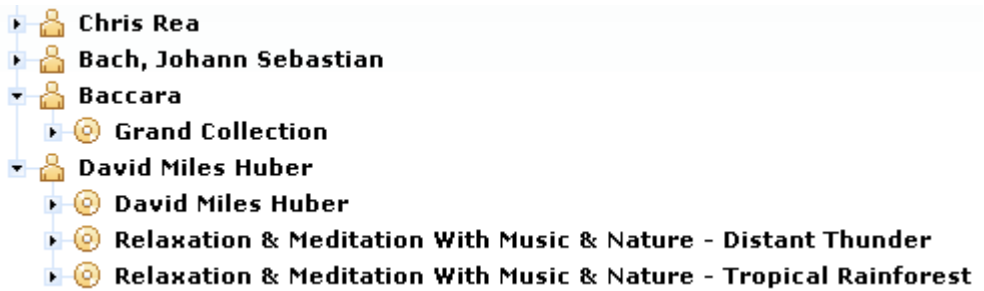 Chris Rea
Bach, Johann Sebastian
Baccara
Grand Collection
David Miles Huber
David Miles Huber
Relaxation & Meditation With Music & Nature - Distant Thunder
Relaxation & Meditation With Music & Nature - Tropical Rainforest